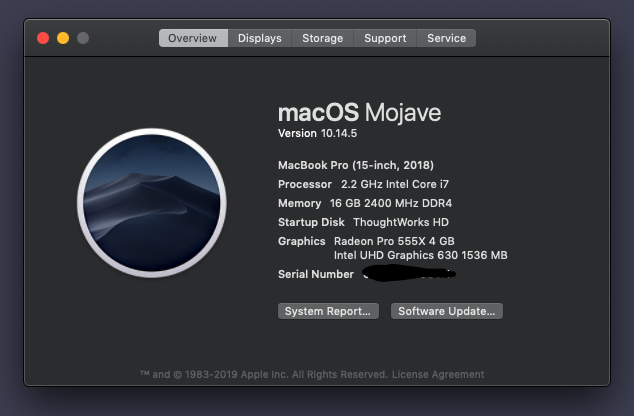 Overview Displays Storage Support Service
macOS Mojave
Version 10.14.5
MacBook Pro (15-inch, 2018)
Processor 2.2 GHz Intel Core i7
Memory 16 GB 2400 MHz DDR4
Startup Disk ThoughtWorks HD
Graphics Radeon Pro 555X 4 GB
Intel UHD Graphics 630 1536 MB
Serial Number
System Report... Software Update...
™ and © 1983-2019 Apple Inc. All Rights Reserved. License Agreement